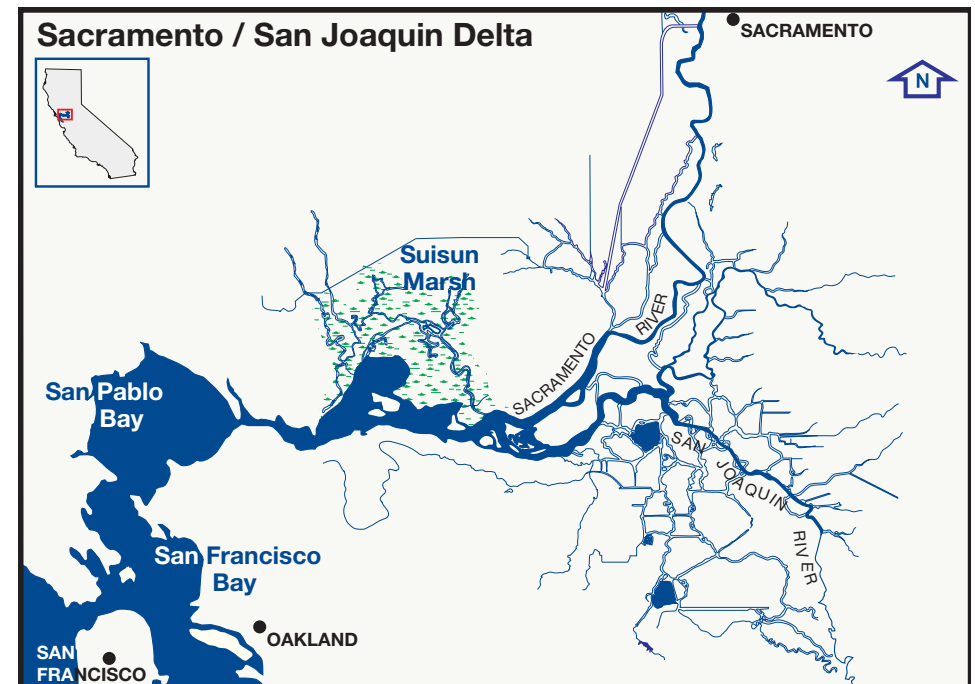 Sacramento / San Joaquin Delta
SACRAMENTO
N
Suisun
Marsh
SACRAMENTO
RIVER
San Pablo
Bay
SAN JOAQUIN
RIVER
San Francisco
Bay
OAKLAND
SAN
FRANCISCO